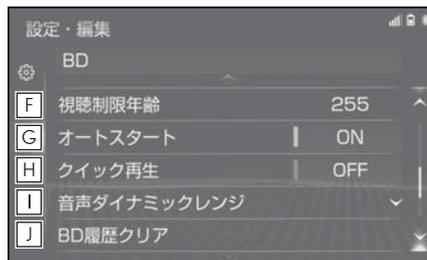 設定・編集
BD
F 視聴制限年齢 255
G オートスタート ON
H クイック再生 OFF
I 音声ダイナミックレンジ
J BD履歴クリア